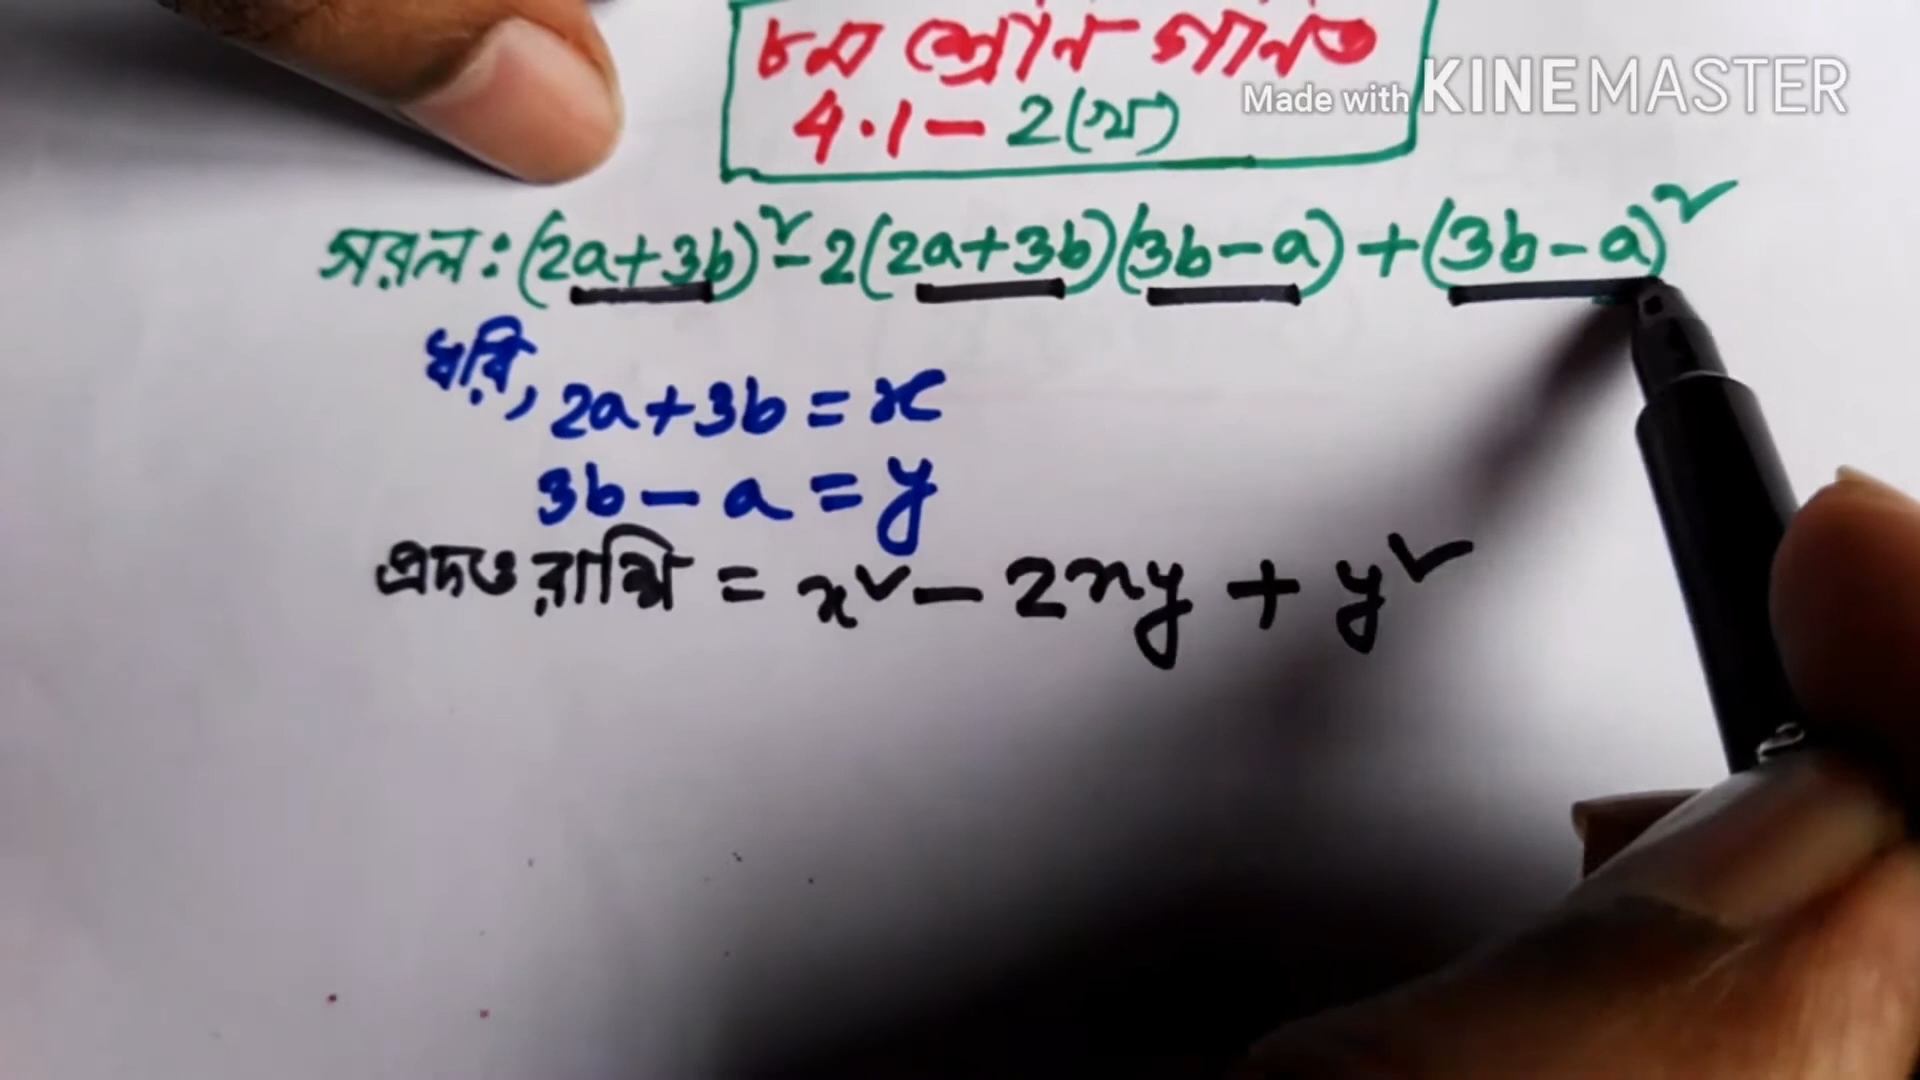 ৮ম শ্রেণি গণিত
Made with KINEMASTER
4.1 - 2(খ)
সরল: (2a+3b)² - 2(2a+3b)(3b-a) + (3b-a)²
ধরি, 2a+3b = x
3b - a = y
প্রদত্ত রাশি = x² - 2xy + y²